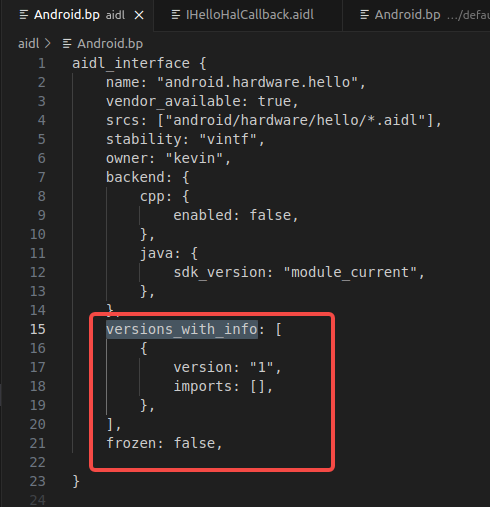 Android.bp aidl × IHelloHalCallback.aidl Android.bp .../defau
aidl > Android.bp
1 aidl_interface {
2     name: "android.hardware.hello",
3     vendor_available: true,
4     srcs: ["android/hardware/hello/*.aidl"],
5     stability: "vintf",
6     owner: "kevin",
7     backend: {
8         cpp: {
9             enabled: false,
10         },
11         java: {
12             sdk_version: "module_current",
13         },
14     },
15     versions_with_info: [
16         {
17             version: "1",
18             imports: [],
19         },
20     ],
21     frozen: false,
22
23 }
24